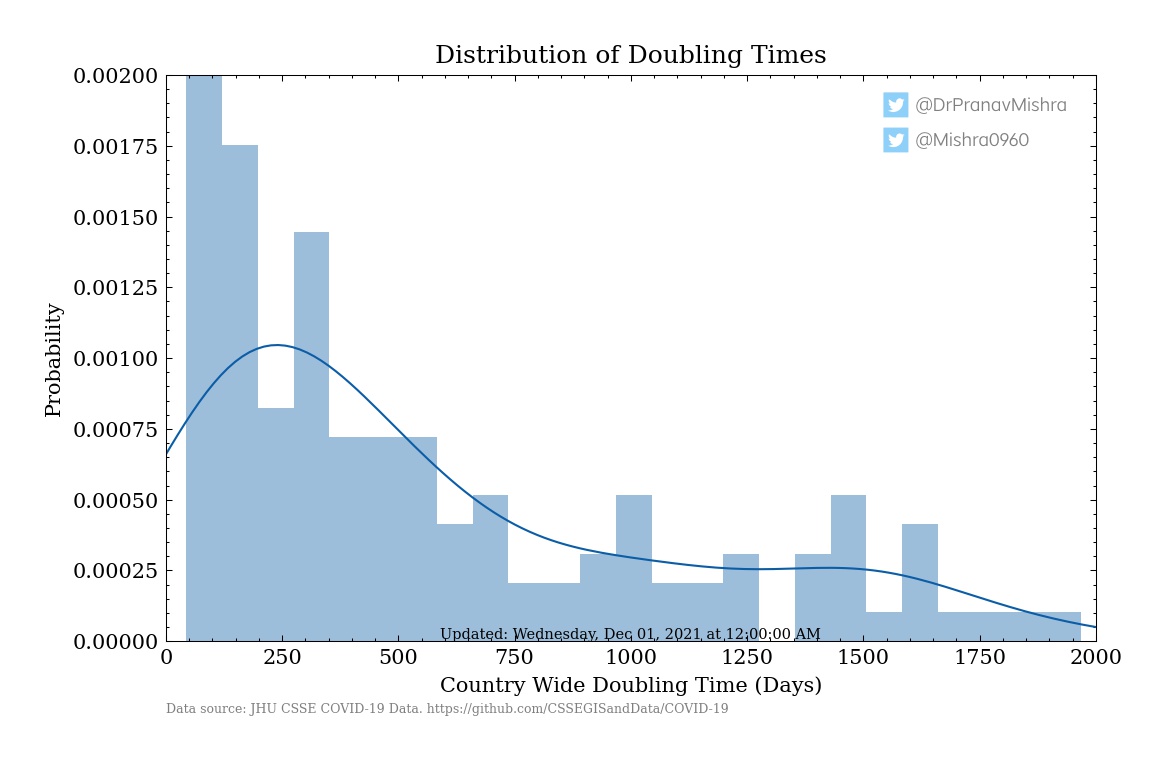 Distribution of Doubling Times
0.00200
0.00175
0.00150
0.00125
0.00100
0.00075
0.00050
0.00025
0.00000
Probability
@DrPranavMishra
@Mishra0960
Updated: Wednesday, Dec 01, 2021 at 12:00:00 AM
0 250 500 750 1000 1250 1500 1750 2000
Country Wide Doubling Time (Days)
Data source: JHU CSSE COVID-19 Data. https://github.com/CSSEGISandData/COVID-19